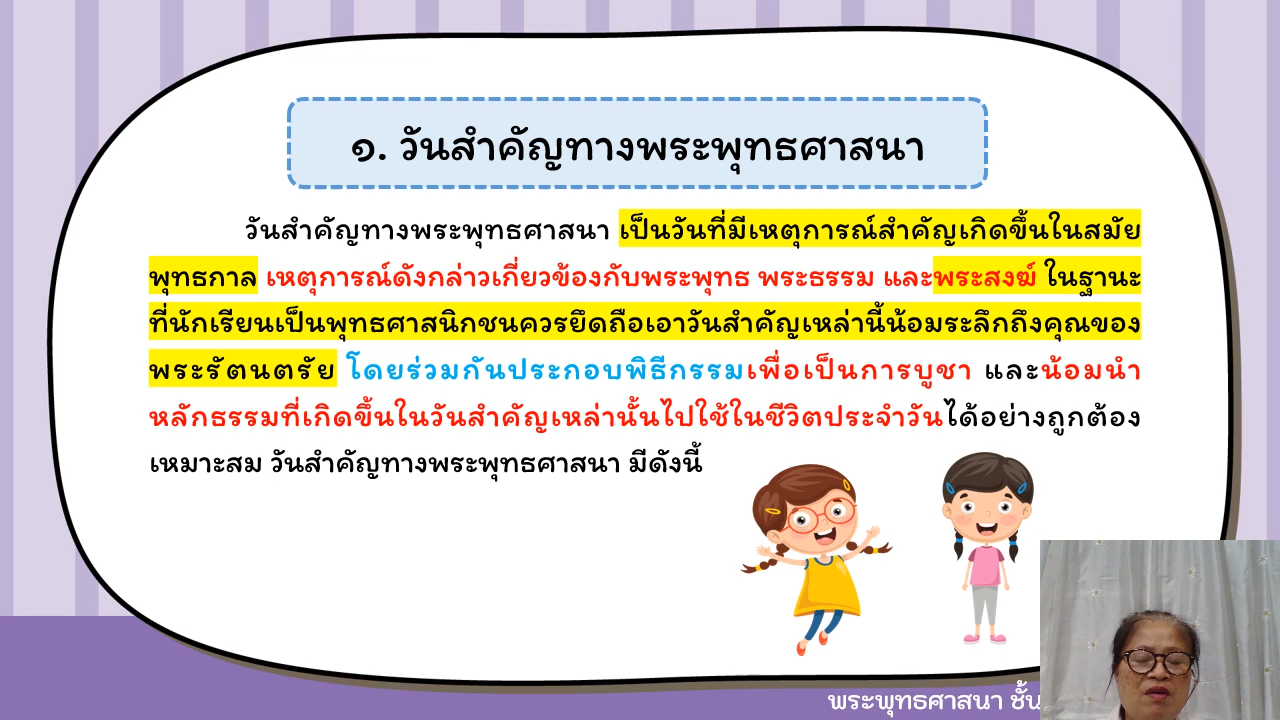 ๑. วันสำคัญทางพระพุทธศาสนา
วันสำคัญทางพระพุทธศาสนา เป็นวันที่มีเหตุการณ์สำคัญเกิดขึ้นในสมัย
พุทธกาล เหตุการณ์ดังกล่าวเกี่ยวข้องกับพระพุทธ พระธรรม และพระสงฆ์ ในฐานะ
ที่นักเรียนเป็นพุทธศาสนิกชนควรยึดถือเอาวันสำคัญเหล่านี้น้อมระลึกถึงคุณของ
พระรัตนตรัย โดยร่วมกันประกอบพิธีกรรมเพื่อเป็นการบูชา และน้อมนำ
หลักธรรมที่เกิดขึ้นในวันสำคัญเหล่านั้นไปใช้ในชีวิตประจำวันได้อย่างถูกต้อง
เหมาะสม วันสำคัญทางพระพุทธศาสนา มีดังนี้
พระพุทธศาสนา ชั้น